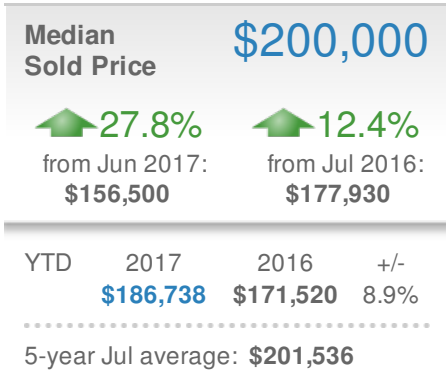 Median
Sold Price
$200,000
27.8% 12.4%
from Jun 2017: from Jul 2016:
$156,500 $177,930
YTD 2017 2016 +/-
$186,738 $171,520 8.9%
5-year Jul average: $201,536